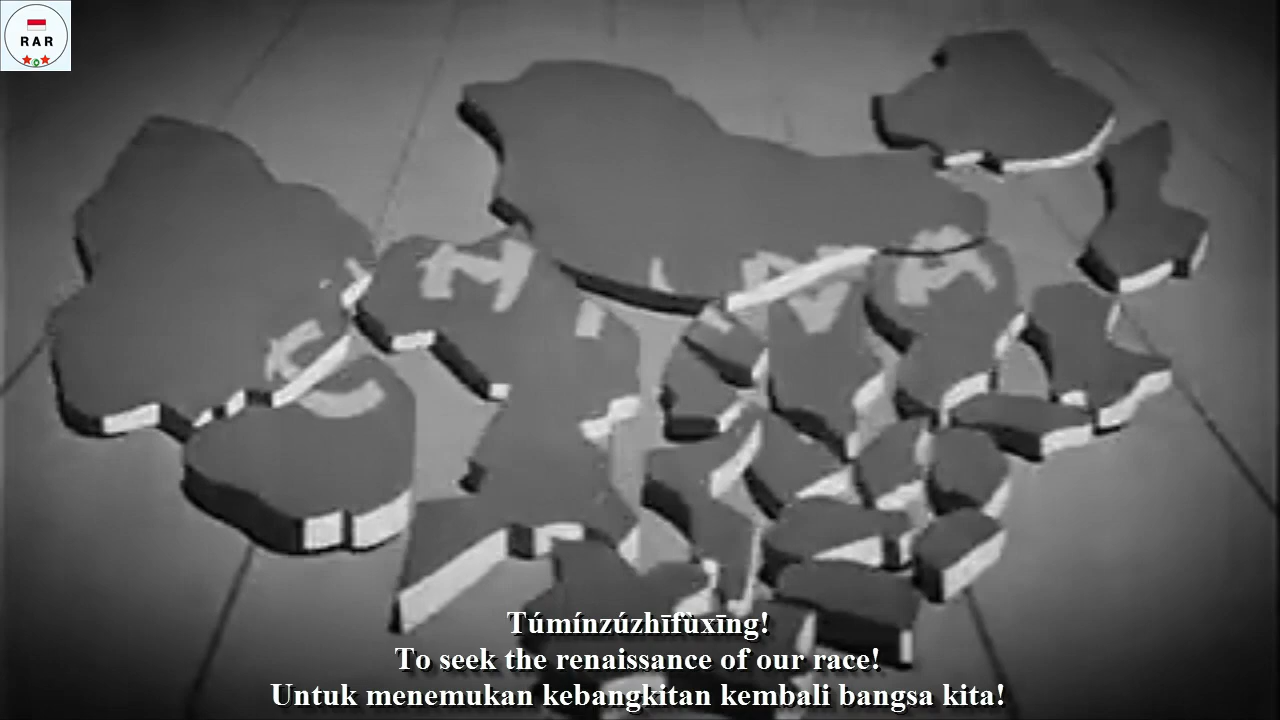 RAR
C H I N A
Túmínzúzhīfùxīng!
To seek the renaissance of our race!
Untuk menemukan kebangkitan kembali bangsa kita!